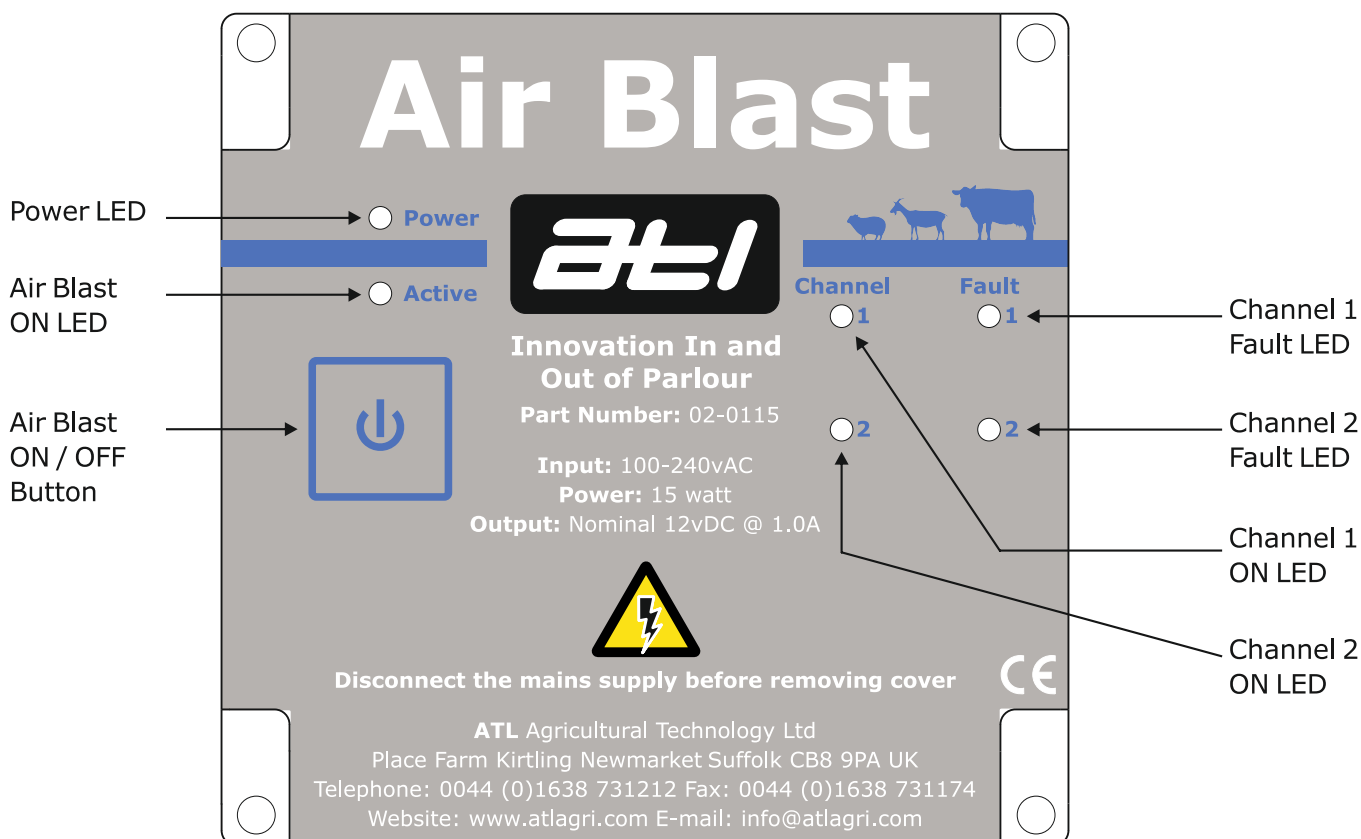 Air Blast
Power LED
Power
atl
Air Blast
ON LED
Active
Channel
Fault
1
1
Channel 1
Fault LED
Innovation In and
Out of Parlour
Part Number: 02-0115
Air Blast
ON / OFF
Button
2
2
Channel 2
Fault LED
Input: 100-240vAC
Power: 15 watt
Output: Nominal 12vDC @ 1.0A
Channel 1
ON LED
Channel 2
ON LED
Disconnect the mains supply before removing cover
CE
ATL Agricultural Technology Ltd
Place Farm Kirtling Newmarket Suffolk CB8 9PA UK
Telephone: 0044 (0)1638 731212 Fax: 0044 (0)1638 731174
Website: www.atlagri.com E-mail: info@atlagri.com